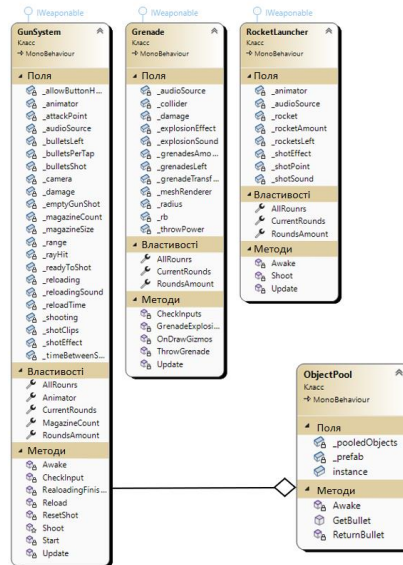 IWeaponable
GunSystem
Класс
MonoBehaviour
Поля
_allowButtonH...
_animator
_attackPoint
_audioSource
_bulletsLeft
_bulletsPerTap
_bulletsShot
_camera
_damage
_emptyGunShot
_magazineCount
_magazineSize
_range
_rayHit
_readyToShot
_reloading
_reloadingSound
_reloadTime
_shooting
_shotClips
_shotEffect
_timeBetweenS...
Властивості
AllRounrs
Animator
CurrentRounds
MagazineCount
RoundsAmount
Методи
Awake
CheckInput
RealoadingFinis...
Reload
ResetShot
Shoot
Start
Update
IWeaponable
Grenade
Класс
MonoBehaviour
Поля
_audioSource
_collider
_damage
_explosionEffect
_explosionSound
_grenadesAmo...
_grenadesLeft
_grenadeTransf...
_meshRenderer
_radius
_rb
_throwPower
Властивості
AllRounrs
CurrentRounds
RoundsAmount
Методи
CheckInputs
GrenadeExplosi...
OnDrawGizmos
ThrowGrenade
Update
IWeaponable
RocketLauncher
Класс
MonoBehaviour
Поля
_animator
_audioSource
_rocket
_rocketAmount
_rocketsLeft
_shotEffect
_shotPoint
_shotSound
Властивості
AllRounrs
CurrentRounds
RoundsAmount
Методи
Awake
Shoot
Update
ObjectPool
Класс
MonoBehaviour
Поля
_pooledObjects
_prefab
instance
Методи
Awake
GetBullet
ReturnBullet